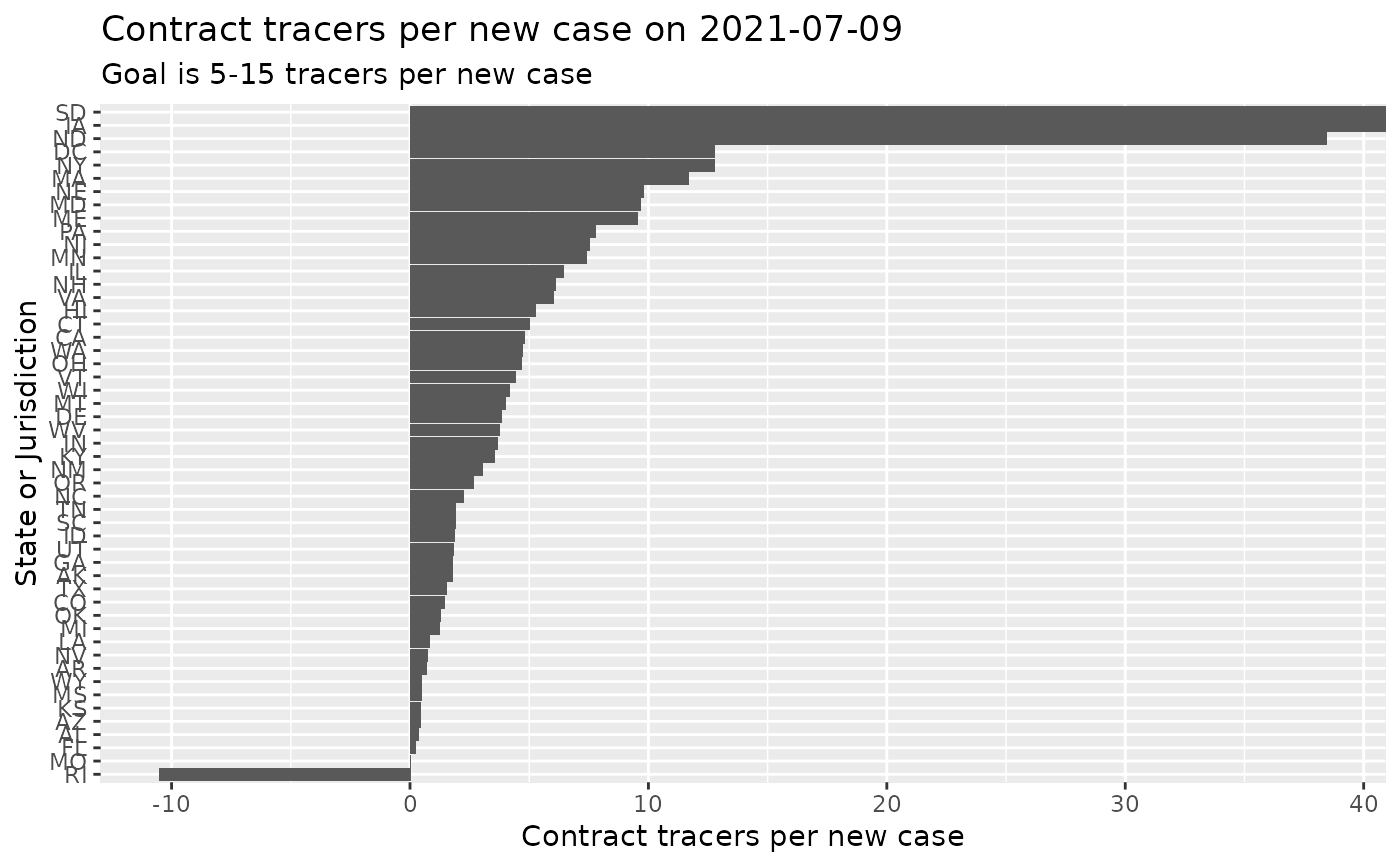 Contract tracers per new case on 2021-07-09
Goal is 5-15 tracers per new case
State or Jurisdiction
SD
IA
ND
DC
NY
MA
NE
MD
ME
PA
NJ
MN
IL
NH
VA
HI
CT
CA
WA
OH
VT
WI
MT
DE
WV
IN
KY
NM
OR
NC
TN
SC
ID
UT
GA
AK
TX
CO
OK
MI
LA
NV
AR
WY
MS
KS
AZ
AL
FL
MO
RI
-10 0 10 20 30 40
Contract tracers per new case